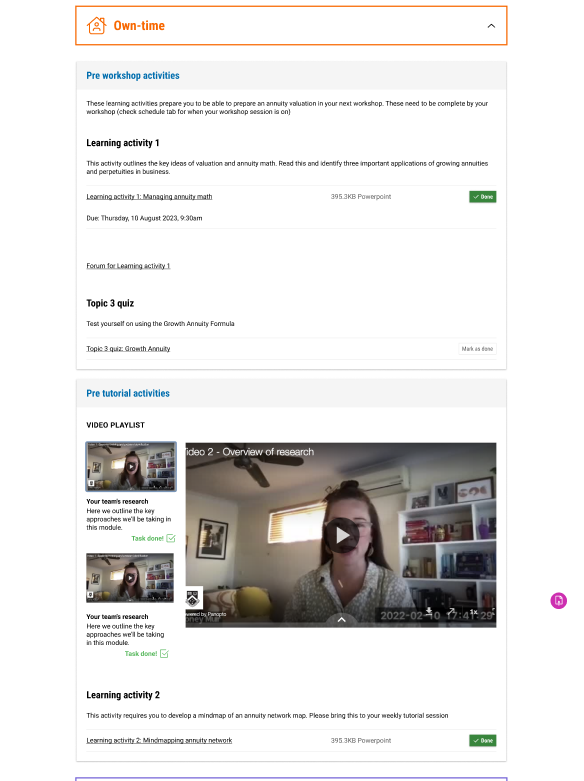 Own-time
Pre workshop activities
These learning activities prepare you to be able to prepare an annuity valuation in your next workshop. These need to be complete by your
workshop (check schedule tab for when your workshop session is on)
Learning activity 1
This activity outlines the key ideas of valuation and annuity math. Read this and identify three important applications of growing annuities
and perpetuities in business.
Learning activity 1: Managing annuity math 395.3KB Powerpoint Done
Due: Thursday, 10 August 2023, 9:30am
Forum for Learning activity 1
Topic 3 quiz
Test yourself on using the Growth Annuity Formula
Topic 3 quiz: Growth Annuity Mark as done
Pre tutorial activities
VIDEO PLAYLIST
ideo 2 - Overview of research
Your team's research
Here we outline the key
approaches we'll be taking in
this module.
Task done!
Your team's research
Here we outline the key
approaches we'll be taking
in this module.
Task done!
wered by Panopto
1x
2022-02-10 17:41:29
Learning activity 2
This activity requires you to develop a mindmap of an annuity network map. Please bring this to your weekly tutorial session
Learning activity 2: Mindmapping annuity network 395.3KB Powerpoint Done